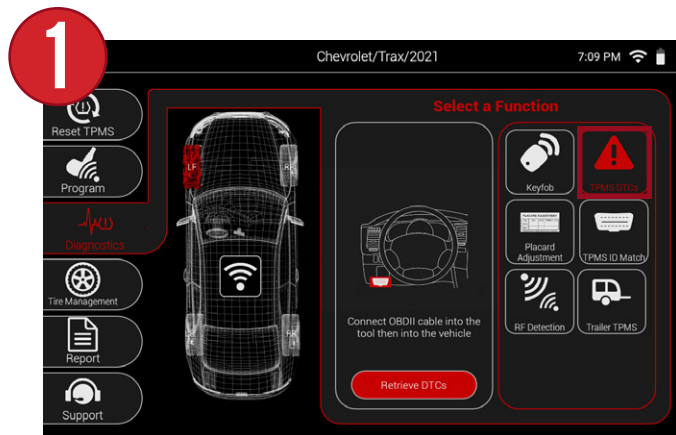 1
Chevrolet/Trax/2021
7:09 PM
Reset TPMS
Program
Diagnostics
Tire Management
Report
Support
LF
RF
RR
Select a Function
Connect OBDII cable into the
tool then into the vehicle
Retrieve DTCs
Keyfob
TPMS DTCs
PLACARD ADJUSTMENT
Placard
Adjustment
TPMS ID Match
RF Detection
Trailer TPMS